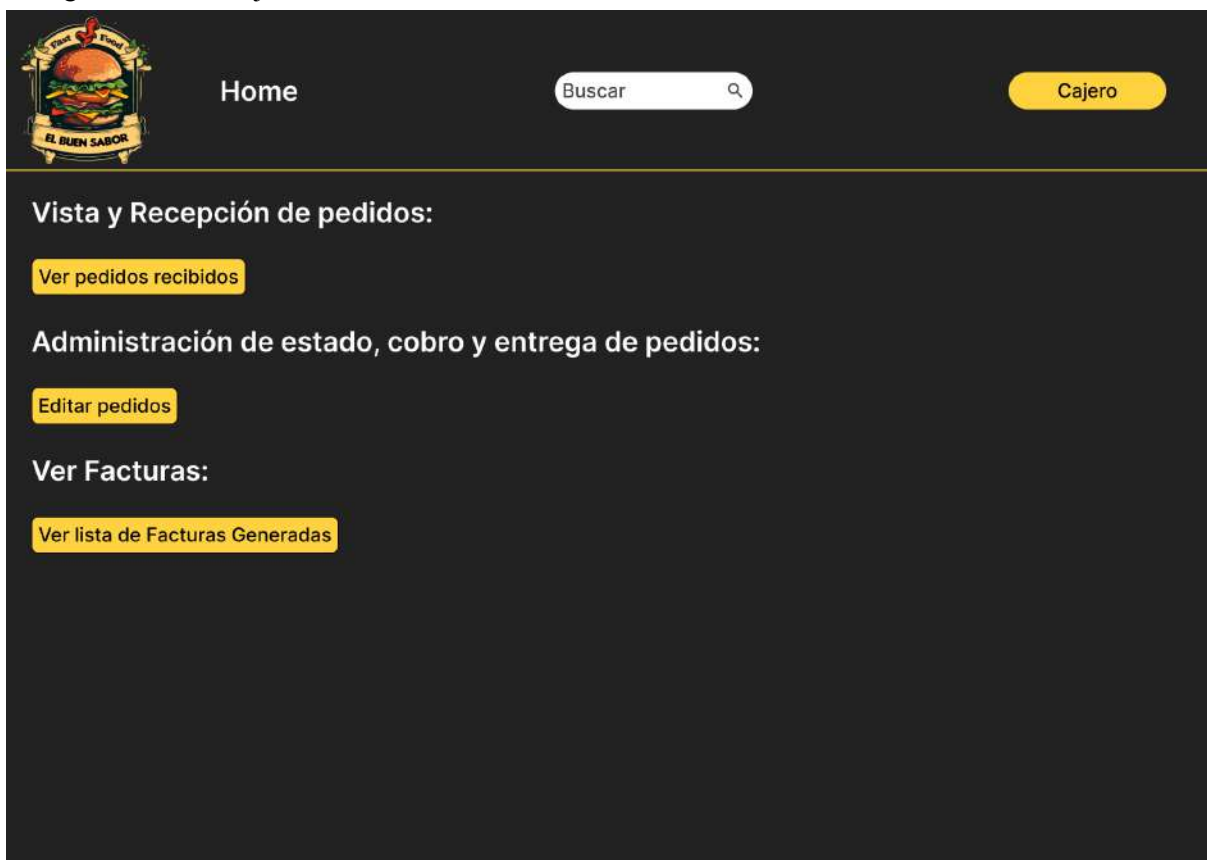 Fast Food
EL BUEN SABOR
Home
Buscar
Cajero
Vista y Recepción de pedidos:
Ver pedidos recibidos
Administración de estado, cobro y entrega de pedidos:
Editar pedidos
Ver Facturas:
Ver lista de Facturas Generadas